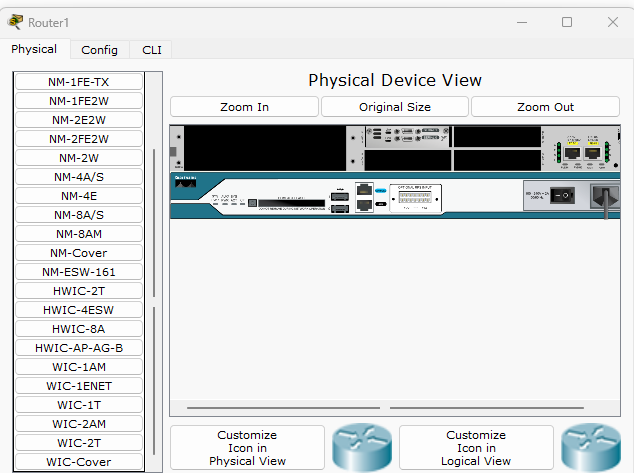 Router1
Physical
Config
CLI
NM-1FE-TX
NM-1FE2W
NM-2E2W
NM-2FE2W
NM-2W
NM-4A/S
NM-4E
NM-8A/S
NM-8AM
NM-Cover
NM-ESW-161
HWIC-2T
HWIC-4ESW
HWIC-8A
HWIC-AP-AG-B
WIC-1AM
WIC-1ENET
WIC-1T
WIC-2AM
WIC-2T
WIC-Cover
Physical Device View
Zoom In
Original Size
Zoom Out
OPTIONAL RPS INPUT
Customize
Icon in
Physical View
Customize
Icon in
Logical View